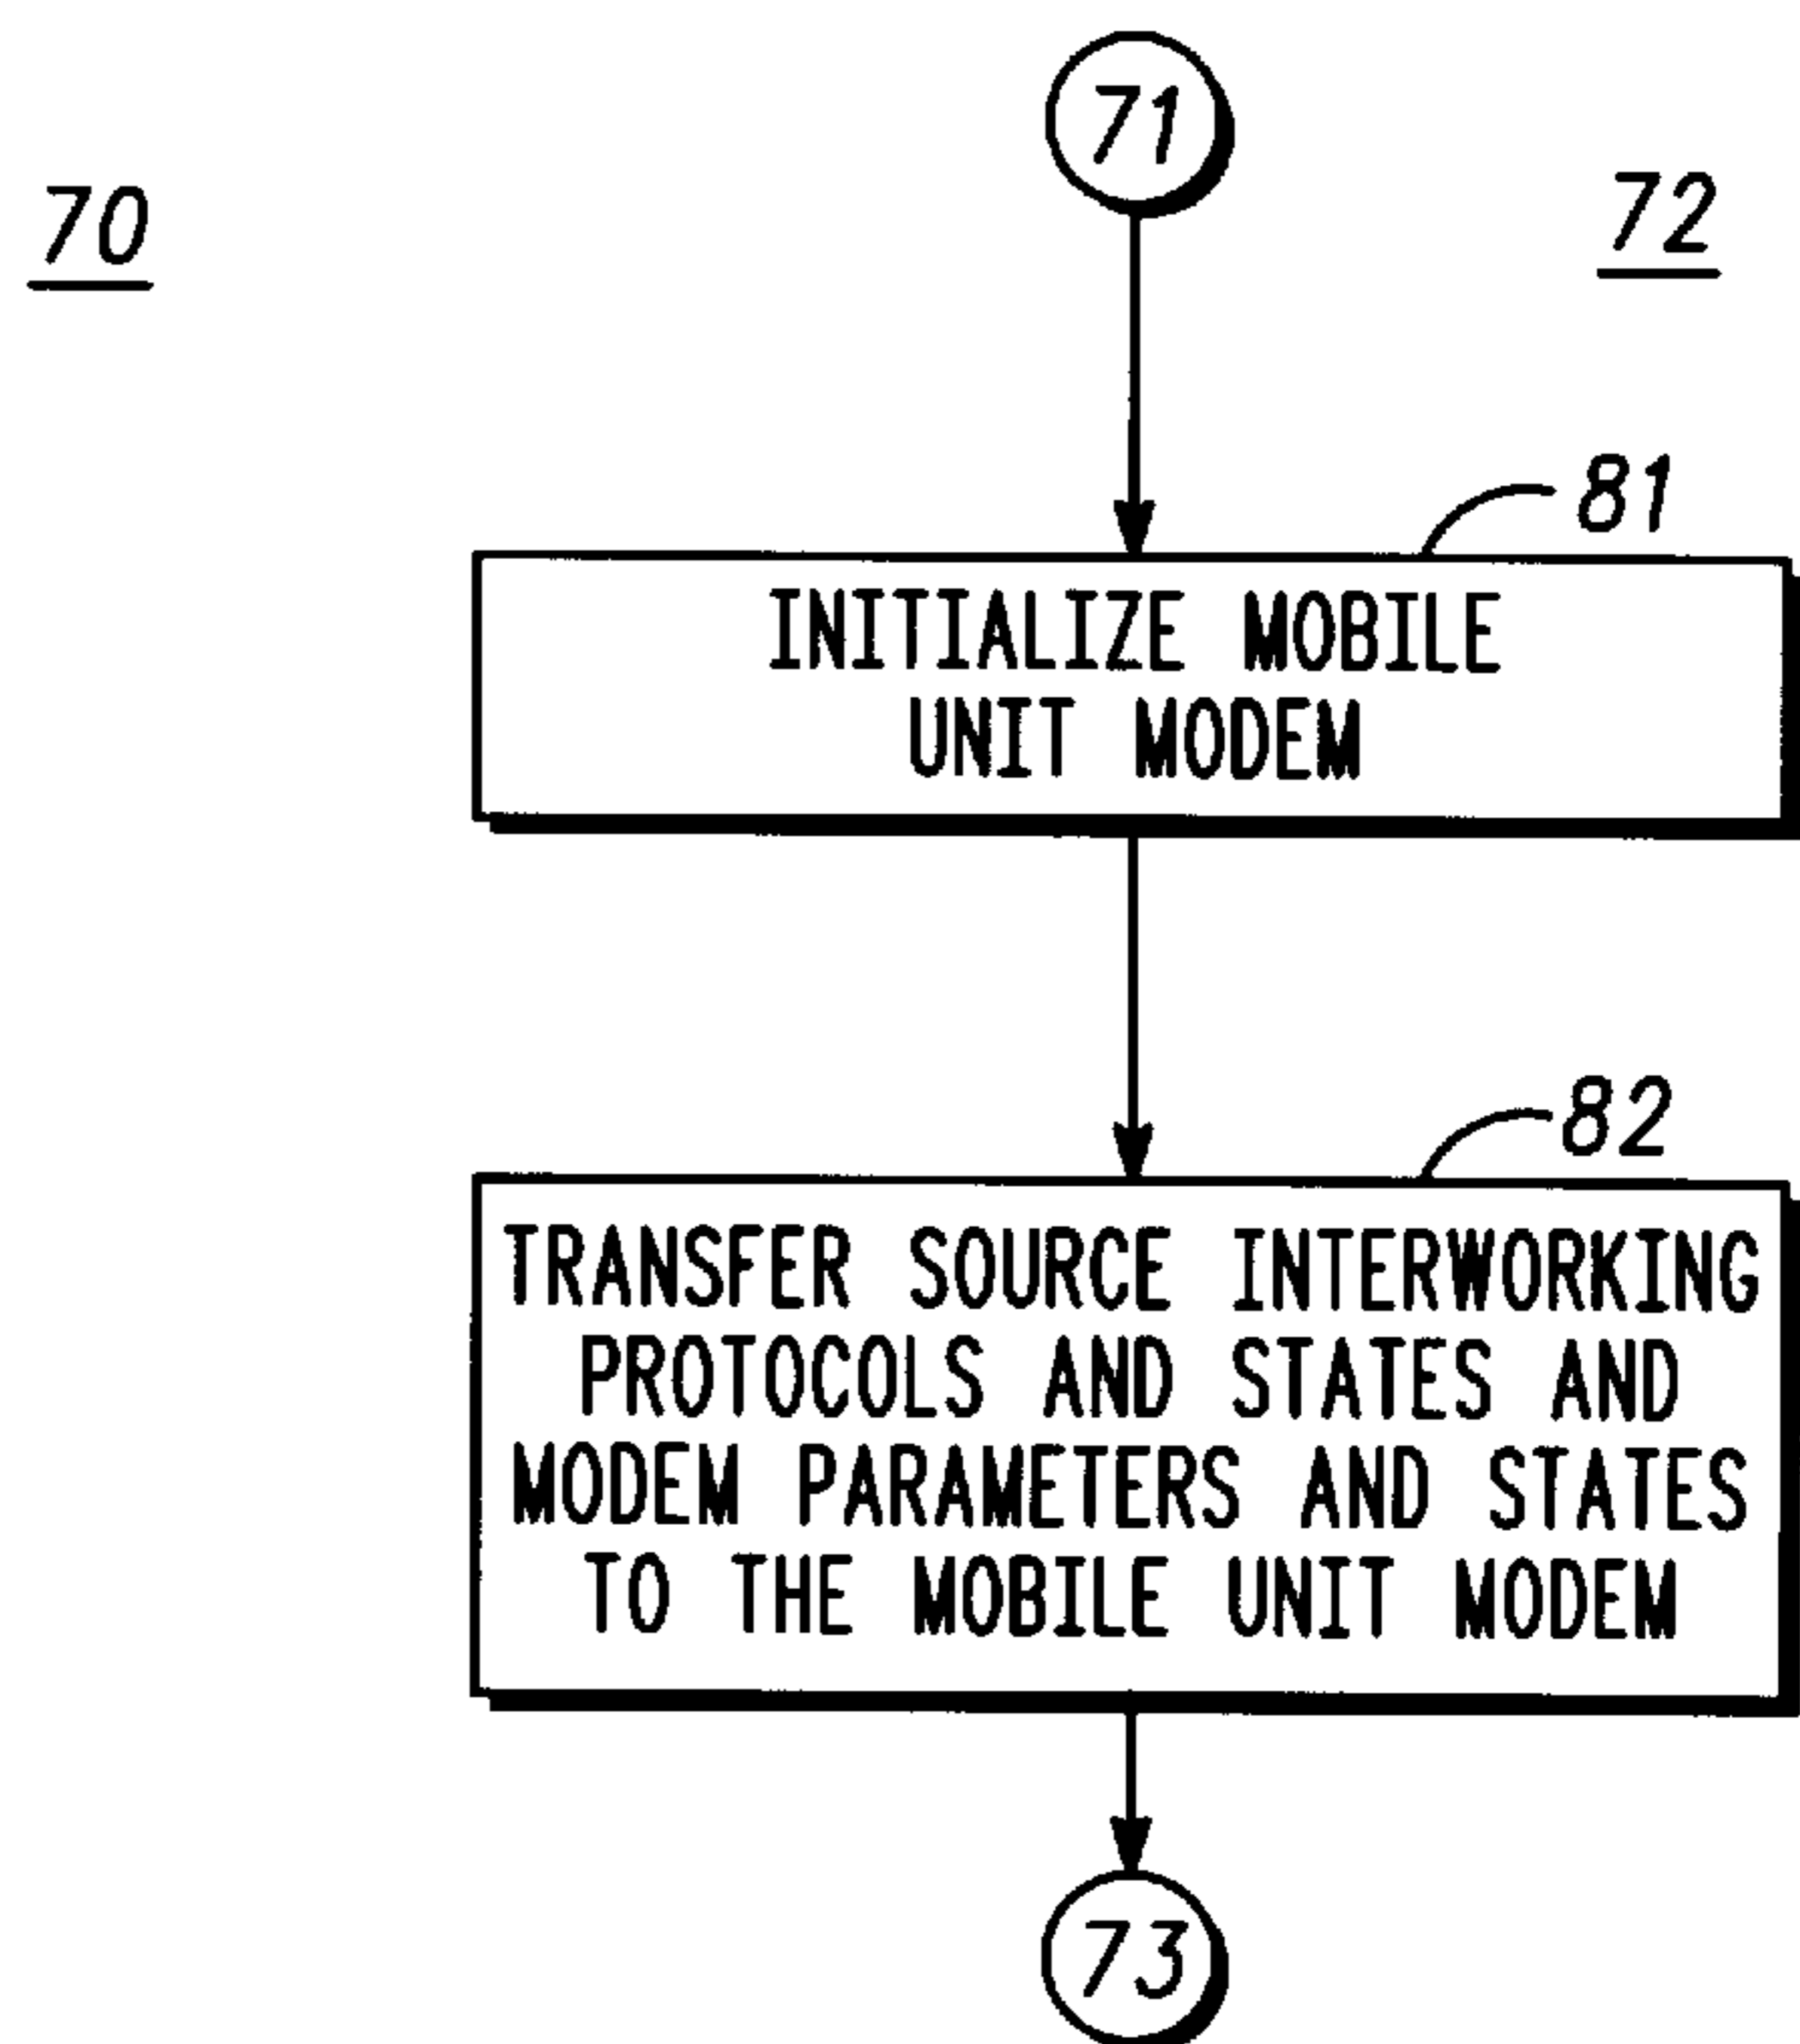 71
70
72
81
INITIALIZE MOBILE
UNIT MODEM
82
TRANSFER SOURCE INTERWORKING
PROTOCOLS AND STATES AND
MODEM PARAMETERS AND STATES
TO THE MOBILE UNIT MODEM
73